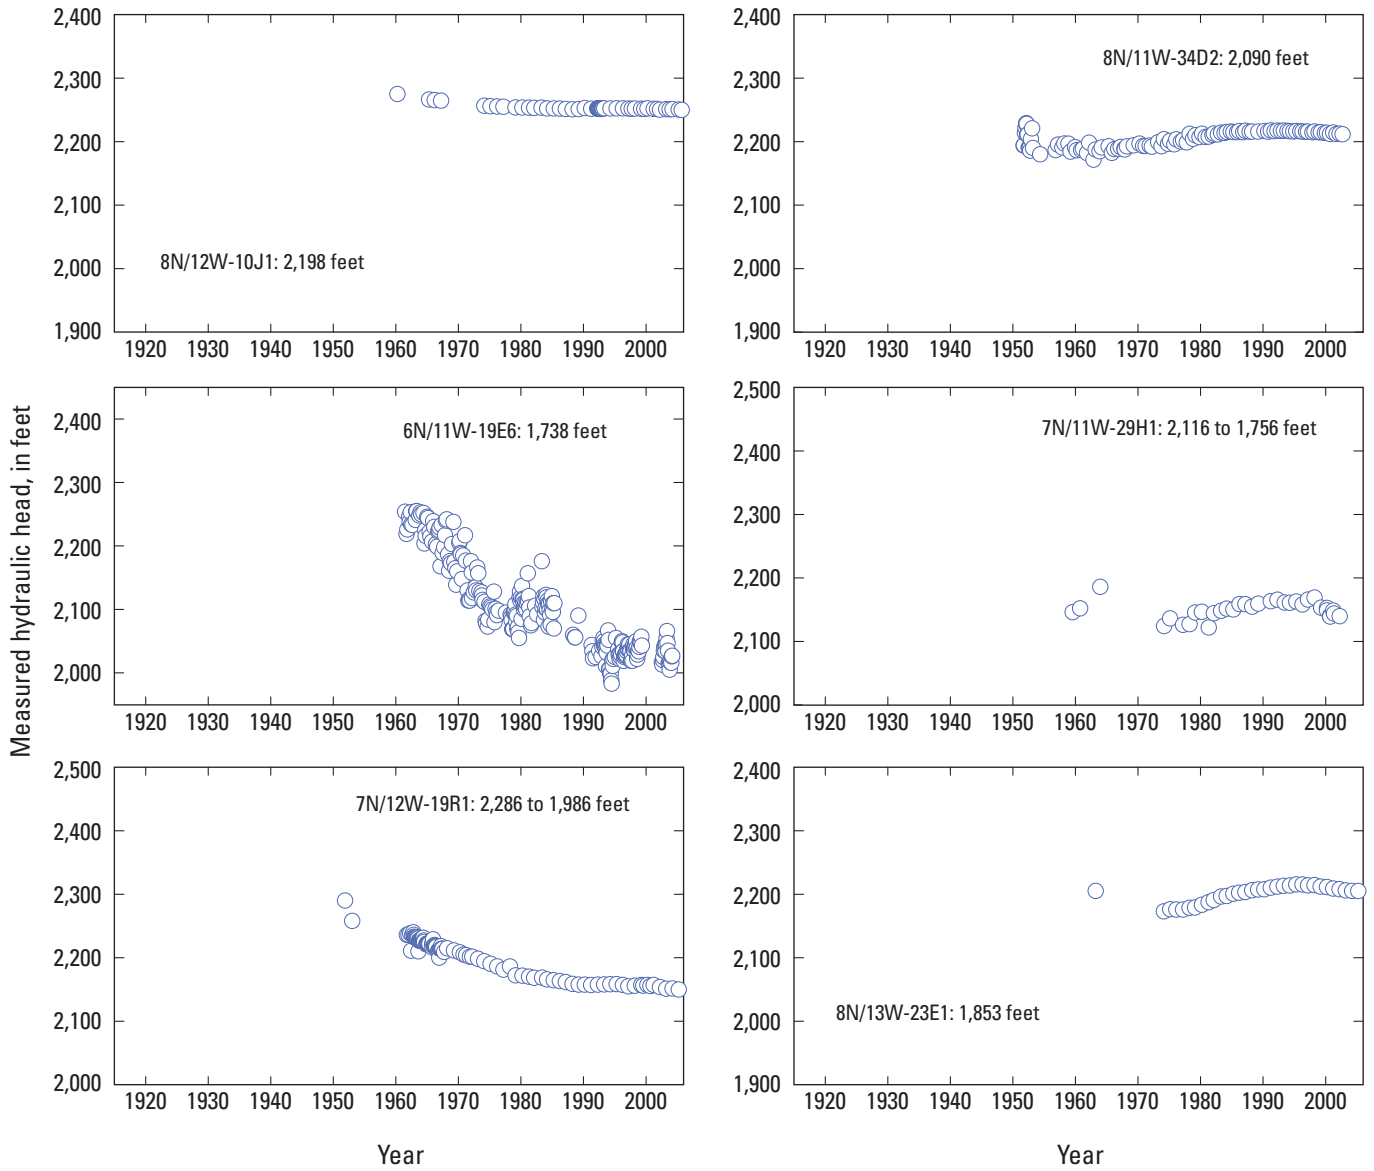 2,400
2,300
2,200
2,100
2,000
1,900
8N/12W-10J1: 2,198 feet
1920 1930 1940 1950 1960 1970 1980 1990 2000
2,400
2,300
2,200
2,100
2,000
1,900
8N/11W-34D2: 2,090 feet
1920 1930 1940 1950 1960 1970 1980 1990 2000
Measured hydraulic head, in feet
2,400
2,300
2,200
2,100
2,000
6N/11W-19E6: 1,738 feet
1920 1930 1940 1950 1960 1970 1980 1990 2000
2,500
2,400
2,300
2,200
2,100
2,000
7N/11W-29H1: 2,116 to 1,756 feet
1920 1930 1940 1950 1960 1970 1980 1990 2000
2,500
2,400
2,300
2,200
2,100
2,000
7N/12W-19R1: 2,286 to 1,986 feet
1920 1930 1940 1950 1960 1970 1980 1990 2000
Year
2,400
2,300
2,200
2,100
2,000
1,900
8N/13W-23E1: 1,853 feet
1920 1930 1940 1950 1960 1970 1980 1990 2000
Year